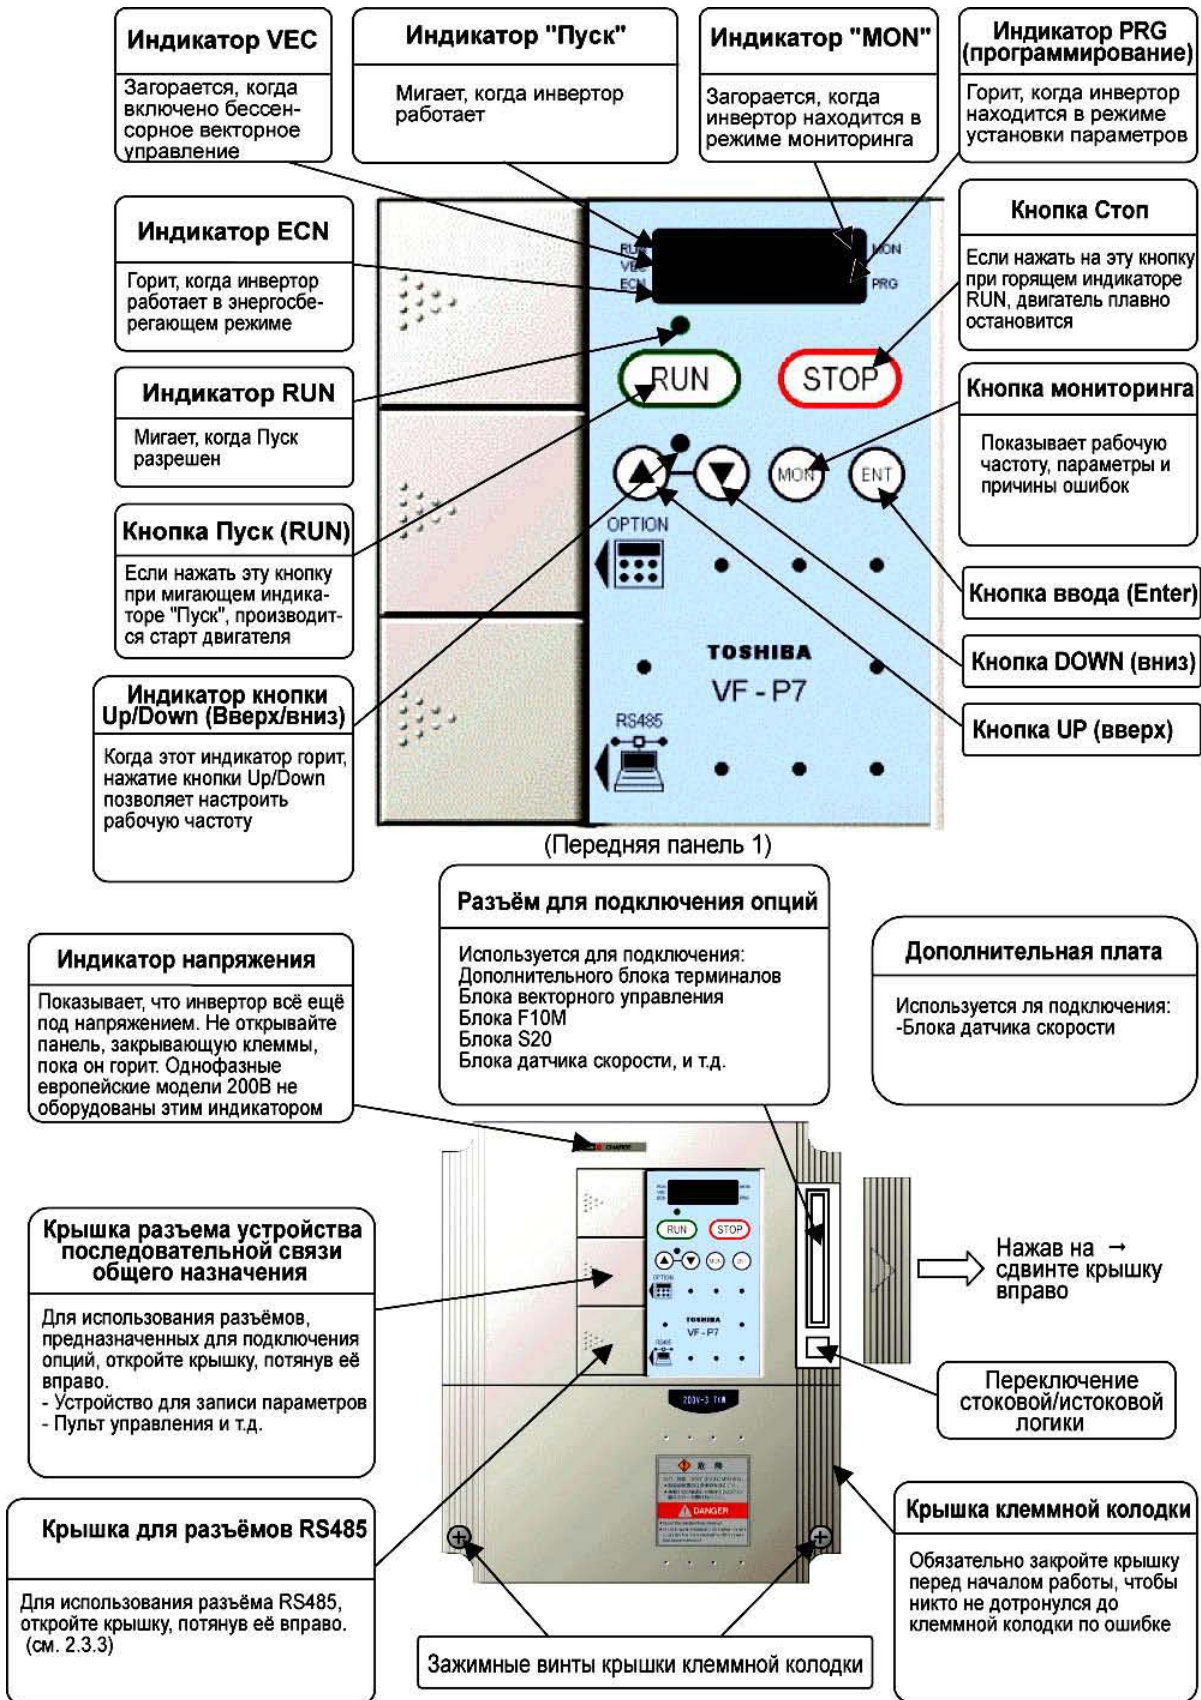 Индикатор VEC
Загорается, когда
включено бессен-
сорное векторное
управление
Индикатор "Пуск"
Мигает, когда инвертор
работает
Индикатор "MON"
Загорается, когда
инвертор находится в
режиме мониторинга
Индикатор PRG
(программирование)
Горит, когда инвертор
находится в режиме
установки параметров
Индикатор ECN
Горит, когда инвертор
работает в энергосбе-
регающем режиме
Индикатор RUN
Мигает, когда Пуск
разрешен
Кнопка Пуск (RUN)
Если нажать эту кнопку
при мигающем индика-
торе "Пуск", производит-
ся старт двигателя
Индикатор кнопки
Up/Down (Вверх/вниз)
Когда этот индикатор горит,
нажатие кнопки Up/Down
позволяет настроить
рабочую частоту
RUN
VEC
ECN
MON
PRG
RUN
STOP
MON
ENT
OPTION
TOSHIBA
VF - P7
RS485
Кнопка Стоп
Если нажать на эту кнопку
при горящем индикаторе
RUN, двигатель плавно
остановится
Кнопка мониторинга
Показывает рабочую
частоту, параметры и
причины ошибок
Кнопка ввода (Enter)
Кнопка DOWN (вниз)
Кнопка UP (вверх)
(Передняя панель 1)
Разъём для подключения опций
Используется для подключения:
Дополнительного блока терминалов
Блока векторного управления
Блока F10M
Блока S20
Блока датчика скорости, и т.д.
Дополнительная плата
Используется ля подключения:
-Блока датчика скорости
Индикатор напряжения
Показывает, что инвертор всё ещё
под напряжением. Не открывайте
панель, закрывающую клеммы,
пока он горит. Однофазные
европейские модели 200В не
оборудованы этим индикатором
Крышка разъема устройства
последовательной связи
общего назначения
Для использования разъёмов,
предназначенных для подключения
опций, откройте крышку, потянув её
вправо.
- Устройство для записи параметров
- Пульт управления и т.д.
Крышка для разъёмов RS485
Для использования разъёма RS485,
откройте крышку, потянув её вправо.
(см. 2.3.3)
CHARGE
RUN
STOP
OPTION
TOSHIBA
VF - P7
RS485
DANGER
Нажав на →
сдвинте крышку
вправо
Переключение
стоковой/истоковой
логики
Крышка клеммной колодки
Обязательно закройте крышку
перед началом работы, чтобы
никто не дотронулся до
клеммной колодки по ошибке
Зажимные винты крышки клеммной колодки